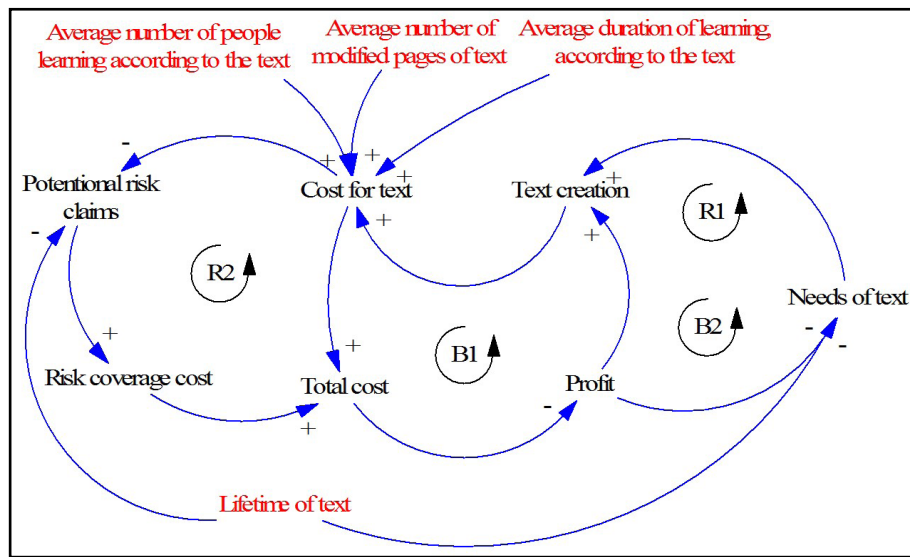 Average number of people
learning according to the text
Average number of
modified pages of text
Average duration of learning,
according to the text
-
+
+
+
+
Potentional risk
claims
Cost for text
Text creation
R1
-
+
+
R2
Needs of text
B2
-
-
+
+
B1
Risk coverage cost
Total cost
Profit
-
+
Lifetime of text